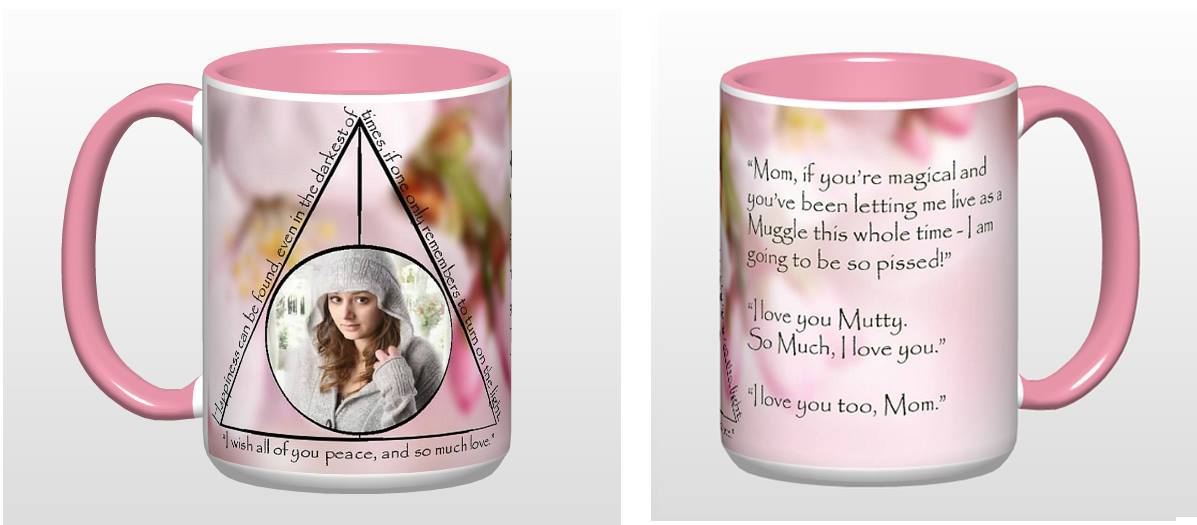 Happiness can be found, even in the darkest of
times, if one only remembers to turn on the light.
"I wish all of you peace, and so much love."
"Mom, if you're magical and
you've been letting me live as a
Muggle this whole time - I am
going to be so pissed!"
"I love you Mutty.
So Much, I love you."
"I love you too, Mom."